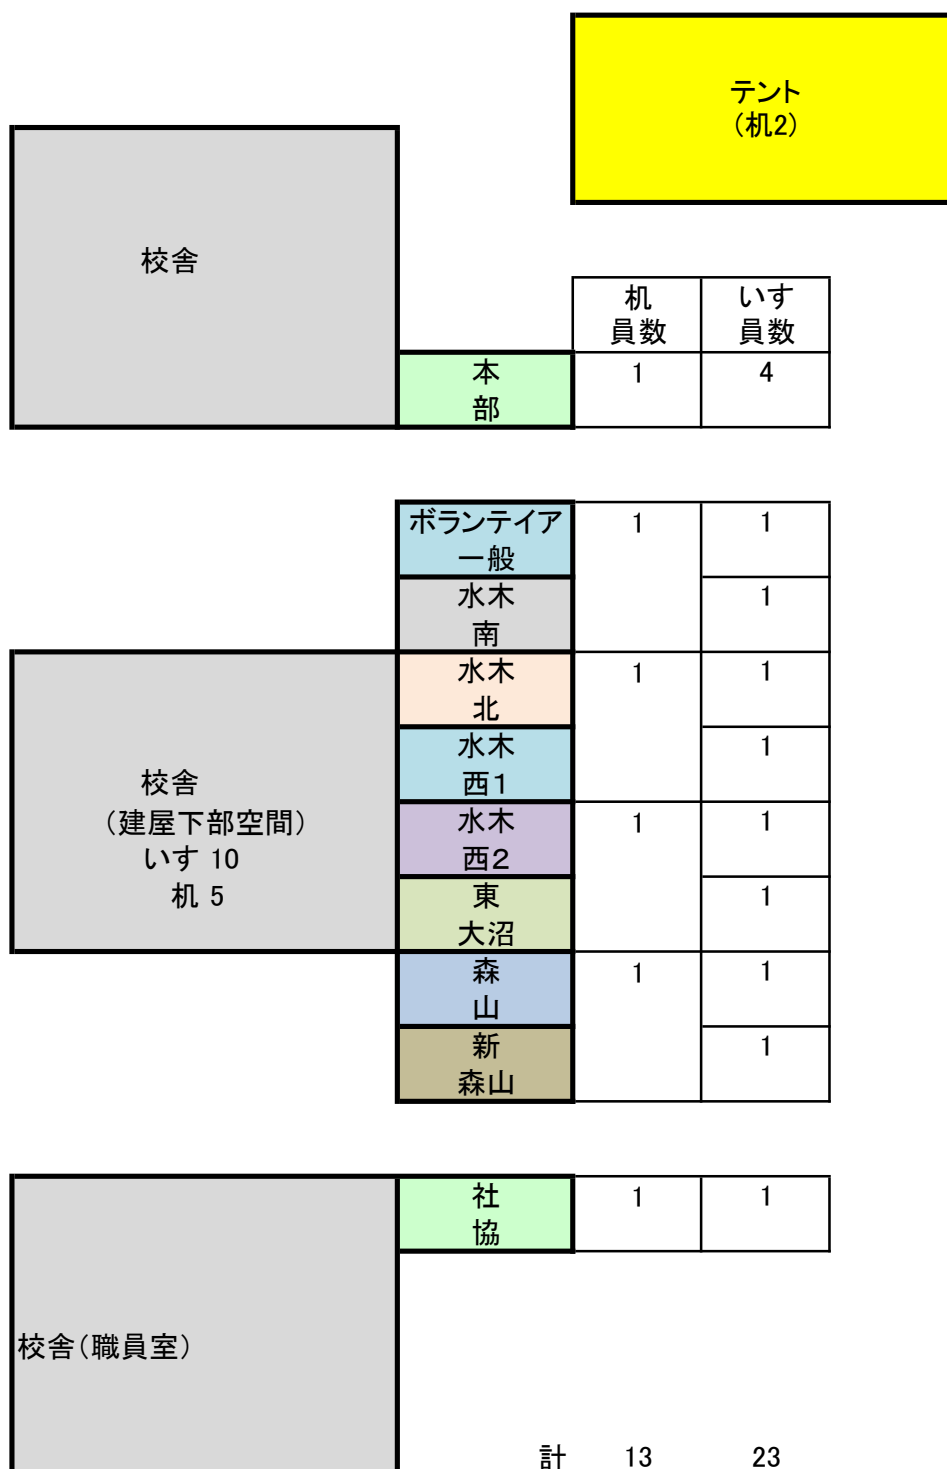 テント
（机2）
校舎
机 いす
員数 員数
本 1 4
部
ボランテイア 1 1
一般
水木 1
南
水木 1 1
北
水木 1
西1
水木 1 1
西2
東 1
大沼
森 1 1
山
新 1
森山
校舎
（建屋下部空間）
いす 10
机 5
社 1 1
協
校舎（職員室）
計 13 23